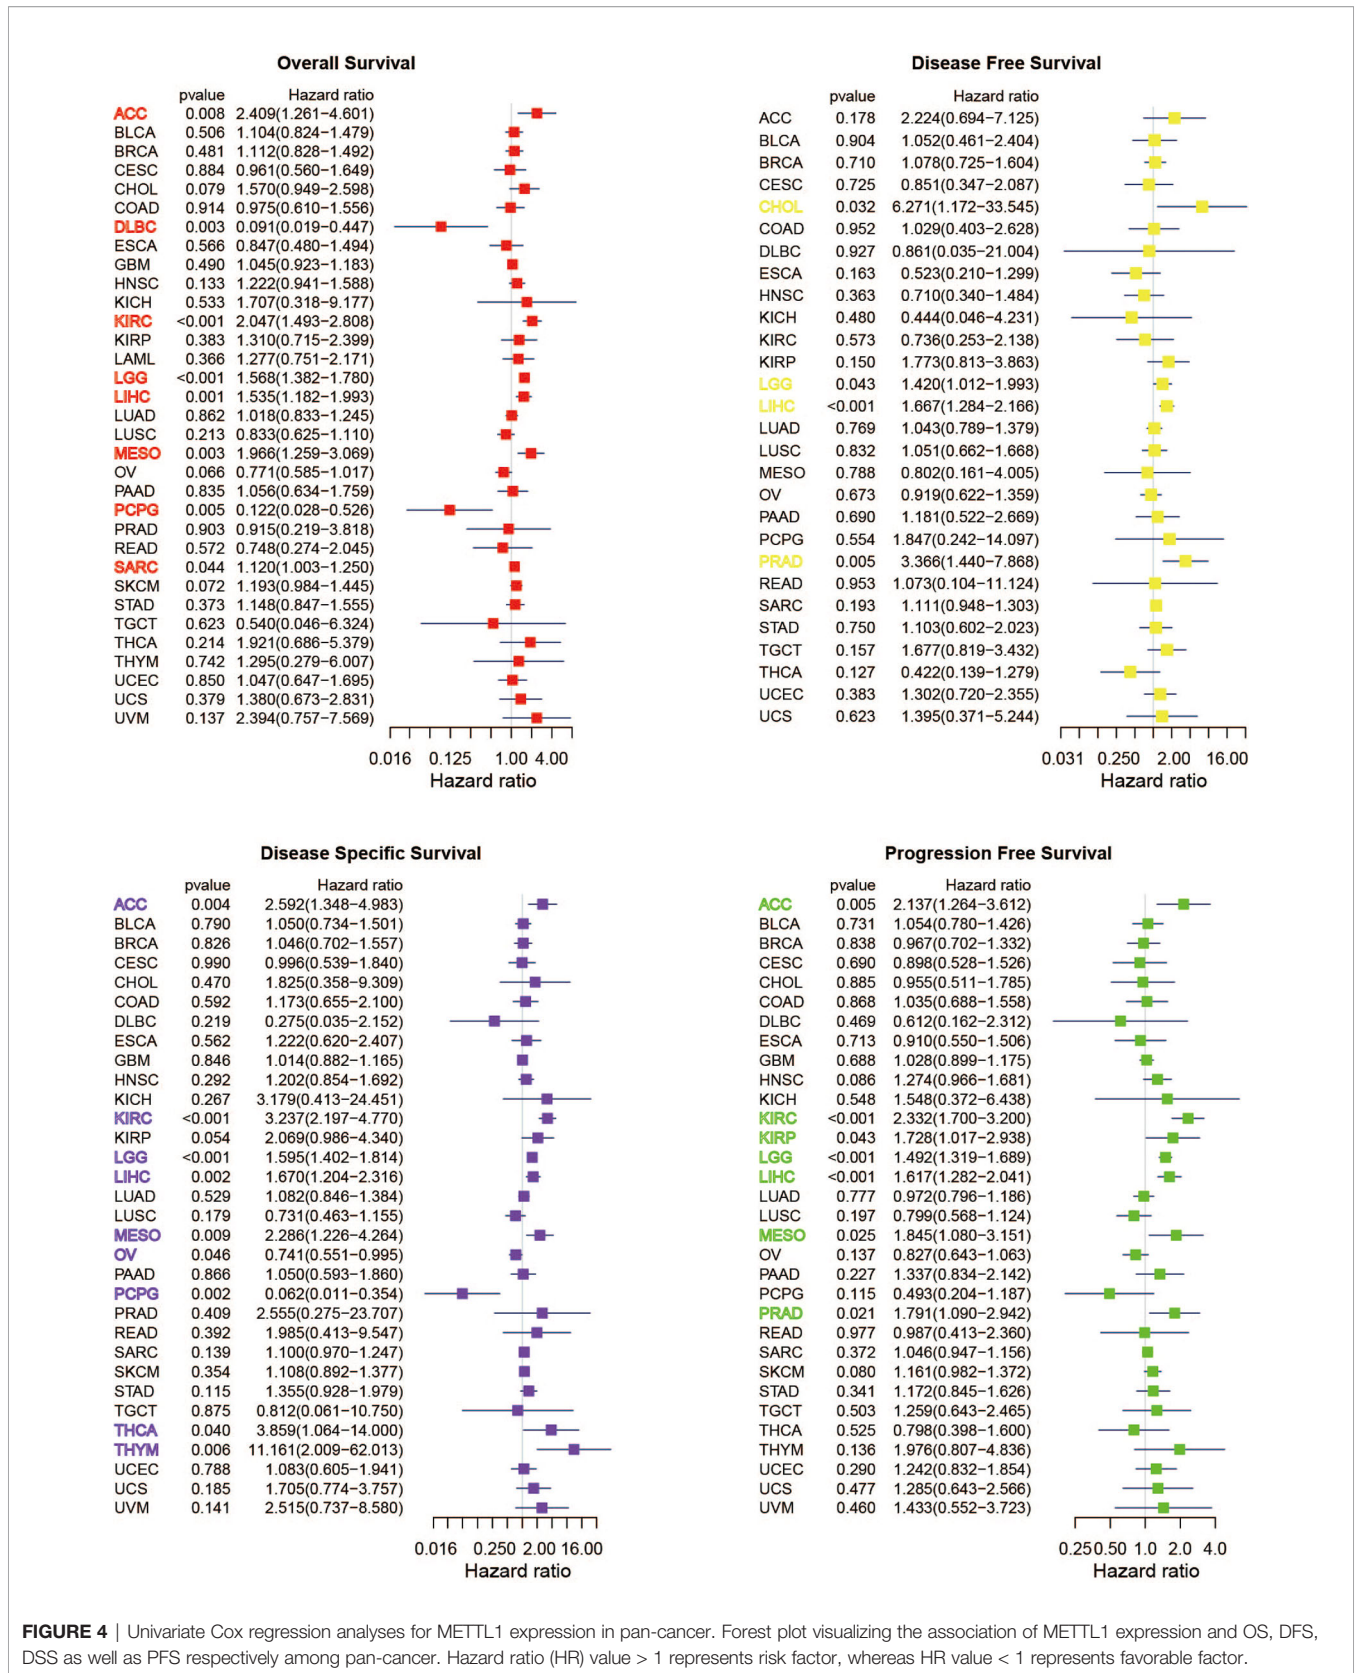 Overall Survival
pvalue Hazard ratio
ACC 0.008 2.409(1.261−4.601)
BLCA 0.506 1.104(0.824−1.479)
BRCA 0.481 1.112(0.828−1.492)
CESC 0.884 0.961(0.560−1.649)
CHOL 0.079 1.570(0.949−2.598)
COAD 0.914 0.975(0.610−1.556)
DLBC 0.003 0.091(0.019−0.447)
ESCA 0.566 0.847(0.480−1.494)
GBM 0.490 1.045(0.923−1.183)
HNSC 0.133 1.222(0.941−1.588)
KICH 0.533 1.707(0.318−9.177)
KIRC <0.001 2.047(1.493−2.808)
KIRP 0.383 1.310(0.715−2.399)
LAML 0.366 1.277(0.751−2.171)
LGG <0.001 1.568(1.382−1.780)
LIHC 0.001 1.535(1.182−1.993)
LUAD 0.862 1.018(0.833−1.245)
LUSC 0.213 0.833(0.625−1.110)
MESO 0.003 1.966(1.259−3.069)
OV 0.066 0.771(0.585−1.017)
PAAD 0.835 1.056(0.634−1.759)
PCPG 0.005 0.122(0.028−0.526)
PRAD 0.903 0.915(0.219−3.818)
READ 0.572 0.748(0.274−2.045)
SARC 0.044 1.120(1.003−1.250)
SKCM 0.072 1.193(0.984−1.445)
STAD 0.373 1.148(0.847−1.555)
TGCT 0.623 0.540(0.046−6.324)
THCA 0.214 1.921(0.686−5.379)
THYM 0.742 1.295(0.279−6.007)
UCEC 0.850 1.047(0.647−1.695)
UCS 0.379 1.380(0.673−2.831)
UVM 0.137 2.394(0.757−7.569)
0.016 0.125 1.00 4.00
Hazard ratio
Disease Free Survival
pvalue Hazard ratio
ACC 0.178 2.224(0.694−7.125)
BLCA 0.904 1.052(0.461−2.404)
BRCA 0.710 1.078(0.725−1.604)
CESC 0.725 0.851(0.347−2.087)
CHOL 0.032 6.271(1.172−33.545)
COAD 0.952 1.029(0.403−2.628)
DLBC 0.927 0.861(0.035−21.004)
ESCA 0.163 0.523(0.210−1.299)
HNSC 0.363 0.710(0.340−1.484)
KICH 0.480 0.444(0.046−4.231)
KIRC 0.573 0.736(0.253−2.138)
KIRP 0.150 1.773(0.813−3.863)
LGG 0.043 1.420(1.012−1.993)
LIHC <0.001 1.667(1.284−2.166)
LUAD 0.769 1.043(0.789−1.379)
LUSC 0.832 1.051(0.662−1.668)
MESO 0.788 0.802(0.161−4.005)
OV 0.673 0.919(0.622−1.359)
PAAD 0.690 1.181(0.522−2.669)
PCPG 0.554 1.847(0.242−14.097)
PRAD 0.005 3.366(1.440−7.868)
READ 0.953 1.073(0.104−11.124)
SARC 0.193 1.111(0.948−1.303)
STAD 0.750 1.103(0.602−2.023)
TGCT 0.157 1.677(0.819−3.432)
THCA 0.127 0.422(0.139−1.279)
UCEC 0.383 1.302(0.720−2.355)
UCS 0.623 1.395(0.371−5.244)
0.031 0.250 2.00 16.00
Hazard ratio
Disease Specific Survival
pvalue Hazard ratio
ACC 0.004 2.592(1.348−4.983)
BLCA 0.790 1.050(0.734−1.501)
BRCA 0.826 1.046(0.702−1.557)
CESC 0.990 0.996(0.539−1.840)
CHOL 0.470 1.825(0.358−9.309)
COAD 0.592 1.173(0.655−2.100)
DLBC 0.219 0.275(0.035−2.152)
ESCA 0.562 1.222(0.620−2.407)
GBM 0.846 1.014(0.882−1.165)
HNSC 0.292 1.202(0.854−1.692)
KICH 0.267 3.179(0.413−24.451)
KIRC <0.001 3.237(2.197−4.770)
KIRP 0.054 2.069(0.986−4.340)
LGG <0.001 1.595(1.402−1.814)
LIHC 0.002 1.670(1.204−2.316)
LUAD 0.529 1.082(0.846−1.384)
LUSC 0.179 0.731(0.463−1.155)
MESO 0.009 2.286(1.226−4.264)
OV 0.046 0.741(0.551−0.995)
PAAD 0.866 1.050(0.593−1.860)
PCPG 0.002 0.062(0.011−0.354)
PRAD 0.409 2.555(0.275−23.707)
READ 0.392 1.985(0.413−9.547)
SARC 0.139 1.100(0.970−1.247)
SKCM 0.354 1.108(0.892−1.377)
STAD 0.115 1.355(0.928−1.979)
TGCT 0.875 0.812(0.061−10.750)
THCA 0.040 3.859(1.064−14.000)
THYM 0.006 11.161(2.009−62.013)
UCEC 0.788 1.083(0.605−1.941)
UCS 0.185 1.705(0.774−3.757)
UVM 0.141 2.515(0.737−8.580)
0.016 0.250 2.00 16.00
Hazard ratio
Progression Free Survival
pvalue Hazard ratio
ACC 0.005 2.137(1.264−3.612)
BLCA 0.731 1.054(0.780−1.426)
BRCA 0.838 0.967(0.702−1.332)
CESC 0.690 0.898(0.528−1.526)
CHOL 0.885 0.955(0.511−1.785)
COAD 0.868 1.035(0.688−1.558)
DLBC 0.469 0.612(0.162−2.312)
ESCA 0.713 0.910(0.550−1.506)
GBM 0.688 1.028(0.899−1.175)
HNSC 0.086 1.274(0.966−1.681)
KICH 0.548 1.548(0.372−6.438)
KIRC <0.001 2.332(1.700−3.200)
KIRP 0.043 1.728(1.017−2.938)
LGG <0.001 1.492(1.319−1.689)
LIHC <0.001 1.617(1.282−2.041)
LUAD 0.777 0.972(0.796−1.186)
LUSC 0.197 0.799(0.568−1.124)
MESO 0.025 1.845(1.080−3.151)
OV 0.137 0.827(0.643−1.063)
PAAD 0.227 1.337(0.834−2.142)
PCPG 0.115 0.493(0.204−1.187)
PRAD 0.021 1.791(1.090−2.942)
READ 0.977 0.987(0.413−2.360)
SARC 0.372 1.046(0.947−1.156)
SKCM 0.080 1.161(0.982−1.372)
STAD 0.341 1.172(0.845−1.626)
TGCT 0.503 1.259(0.643−2.465)
THCA 0.525 0.798(0.398−1.600)
THYM 0.136 1.976(0.807−4.836)
UCEC 0.290 1.242(0.832−1.854)
UCS 0.477 1.285(0.643−2.566)
UVM 0.460 1.433(0.552−3.723)
0.25 0.50 1.0 2.0 4.0
Hazard ratio
FIGURE 4 | Univariate Cox regression analyses for METTL1 expression in pan-cancer. Forest plot visualizing the association of METTL1 expression and OS, DFS,
DSS as well as PFS respectively among pan-cancer. Hazard ratio (HR) value > 1 represents risk factor, whereas HR value < 1 represents favorable factor.